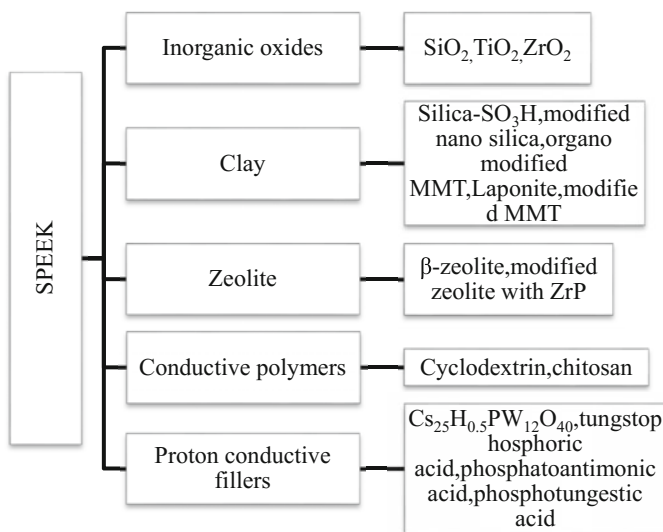 SPEEK
Inorganic oxides
SiO₂,TiO₂,ZrO₂
Clay
Silica-SO₃H,modified
nano silica,organo
modified
MMT,Laponite,modifie
d MMT
Zeolite
β-zeolite,modified
zeolite with ZrP
Conductive polymers
Cyclodextrin,chitosan
Proton conductive
fillers
Cs₂₅H₀.₅PW₁₂O₄₀,tungstop
hosphoric
acid,phosphatoantimonic
acid,phosphotungestic
acid